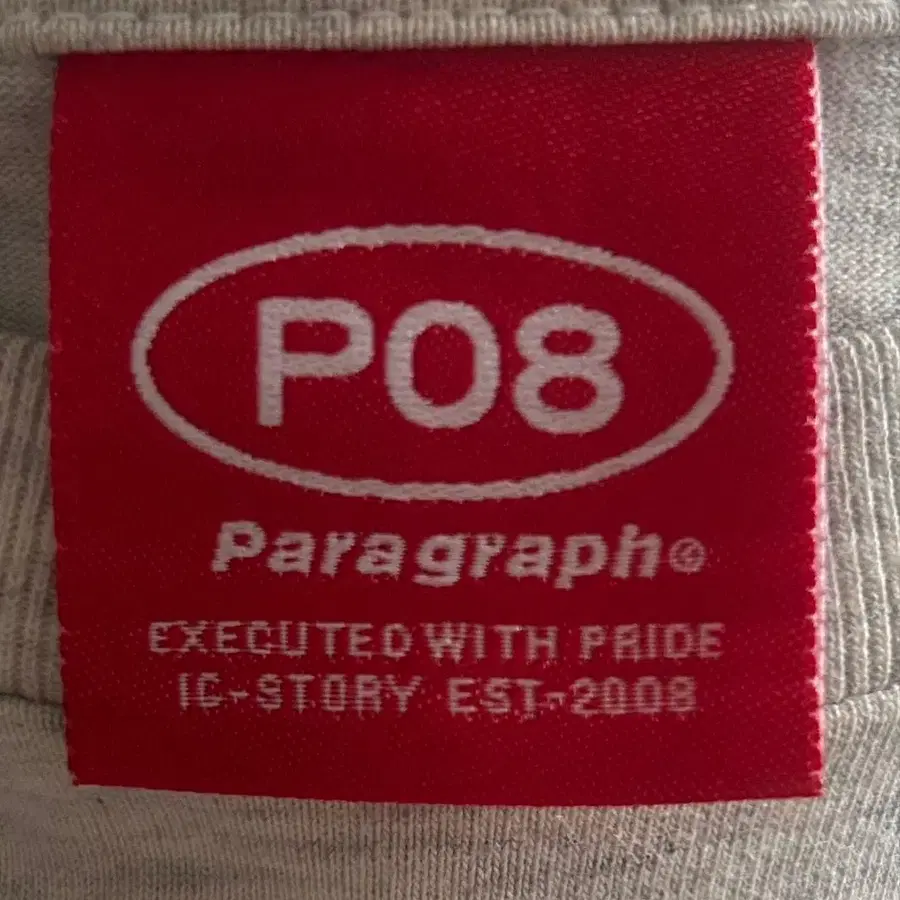 P08
Paragraph®
EXECUTED WITH PRIDE
IC-STORY EST-2008